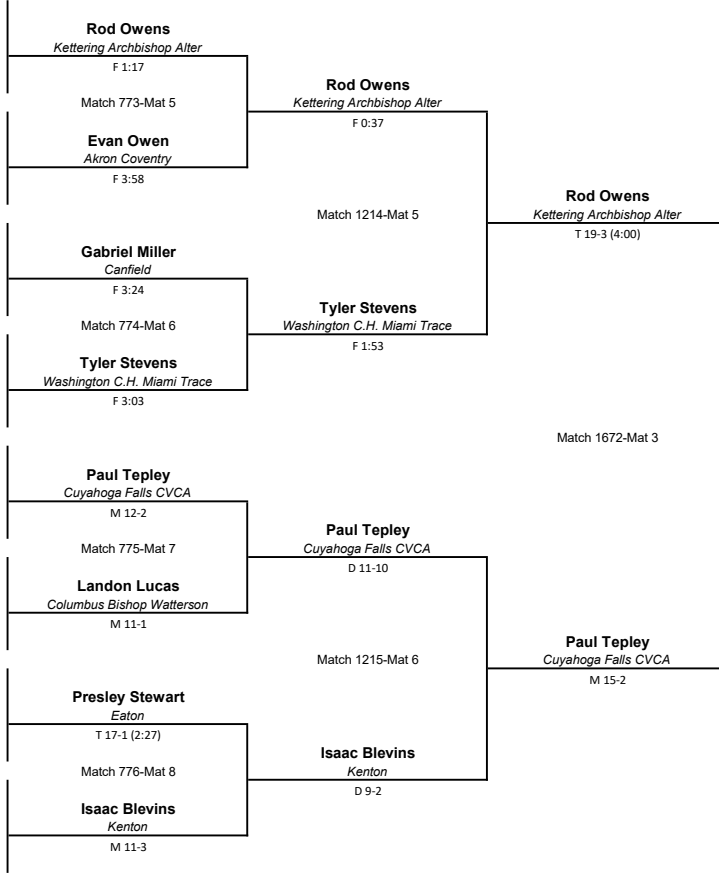 Rod Owens
Kettering Archbishop Alter
F 1:17
Match 773-Mat 5
Evan Owen
Akron Coventry
F 3:58
Gabriel Miller
Canfield
F 3:24
Match 774-Mat 6
Tyler Stevens
Washington C.H. Miami Trace
F 3:03
Paul Tepley
Cuyahoga Falls CVCA
M 12-2
Match 775-Mat 7
Landon Lucas
Columbus Bishop Watterson
M 11-1
Presley Stewart
Eaton
T 17-1 (2:27)
Match 776-Mat 8
Isaac Blevins
Kenton
M 11-3
Rod Owens
Kettering Archbishop Alter
F 0:37
Match 1214-Mat 5
Tyler Stevens
Washington C.H. Miami Trace
F 1:53
Paul Tepley
Cuyahoga Falls CVCA
D 11-10
Match 1215-Mat 6
Isaac Blevins
Kenton
D 9-2
Rod Owens
Kettering Archbishop Alter
T 19-3 (4:00)
Match 1672-Mat 3
Paul Tepley
Cuyahoga Falls CVCA
M 15-2